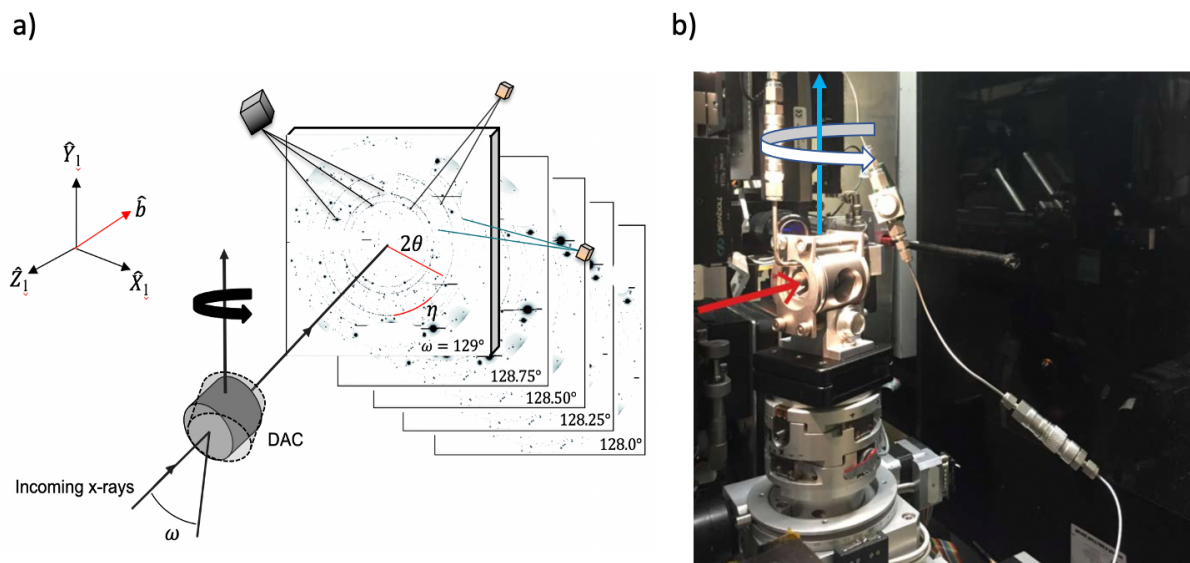 a)
b)
Ŷ₁
b̂
Ẑ₁
X̂₁
2θ
η
ω = 129°
128.75°
128.50°
128.25°
128.0°
DAC
Incoming x-rays
ω